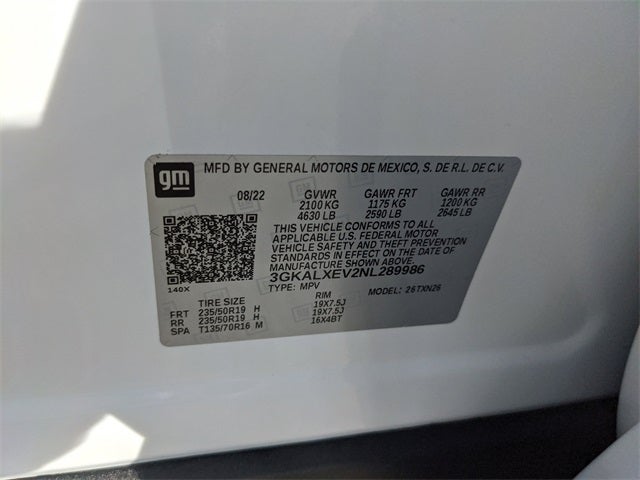 gm MFD BY GENERAL MOTORS DE MEXICO, S. DE R.L. DE C.V.
08/22 GVWR GAWR FRT GAWR RR
2100 KG 1175 KG 1200 KG
4630 LB 2590 LB 2645 LB
THIS VEHICLE CONFORMS TO ALL
APPLICABLE U.S. FEDERAL MOTOR
VEHICLE SAFETY AND THEFT PREVENTION
STANDARDS IN EFFECT ON THE DATE OF
MANUFACTURE SHOWN ABOVE.
3GKALXEV2NL289986
140X TYPE: MPV MODEL: 26TXN26
TIRE SIZE RIM
FRT 235/50R19 H 19X7.5J
RR 235/50R19 H 19X7.5J
SPA T135/70R16 M 16X4BT